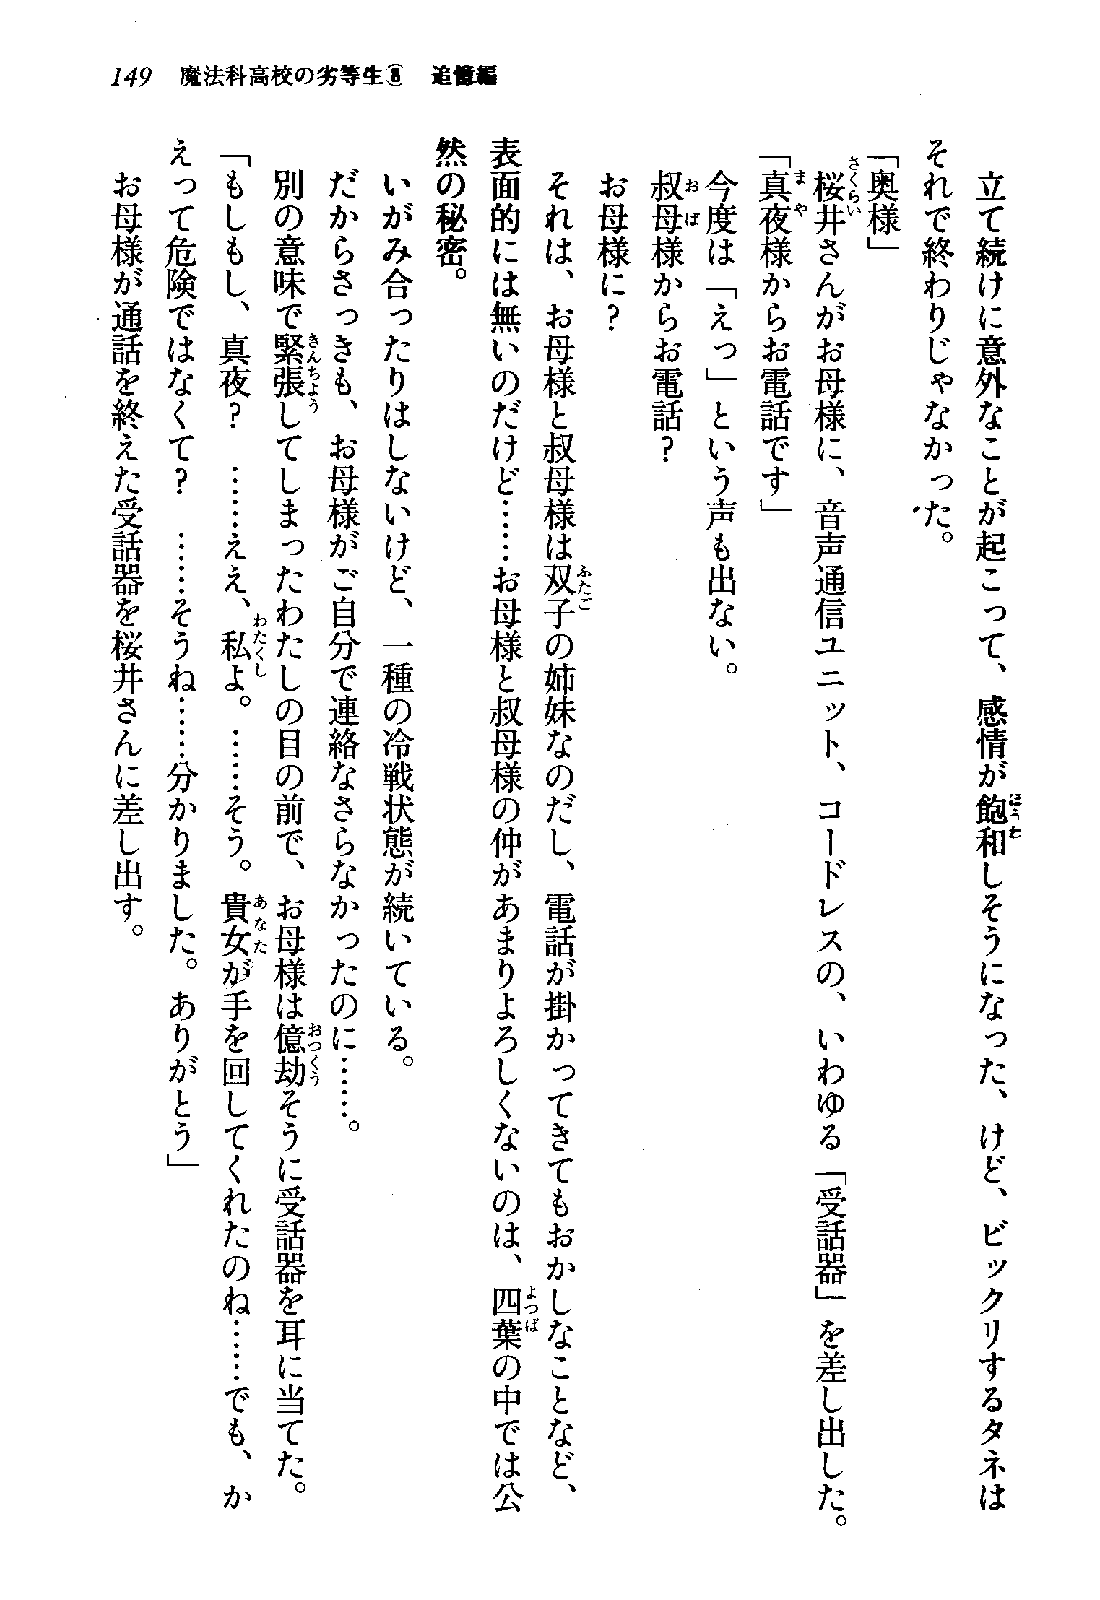 149　魔法科高校の劣等生⑧　追憶編
立て続けに意外なことが起こって、感情が飽和しそうになった、けど、ビックリするタネは
それで終わりじゃなかった。
「奥様」
桜井さんがお母様に、音声通信ユニット、コードレスの、いわゆる「受話器」を差し出した。
「真夜様からお電話です」
今度は「えっ」という声も出ない。
叔母様からお電話？
お母様に？
それは、お母様と叔母様は双子の姉妹なのだし、電話が掛かってきてもおかしなことなど、
表面的には無いのだけど……お母様と叔母様の仲があまりよろしくないのは、四葉の中では公
然の秘密。
いがみ合ったりはしないけど、一種の冷戦状態が続いている。
だからさっきも、お母様がご自分で連絡なさらなかったのに……。
別の意味で緊張してしまったわたしの目の前で、お母様は億劫そうに受話器を耳に当てた。
「もしもし、真夜？　……ええ、私よ。……そう。貴女が手を回してくれたのね……でも、か
えって危険ではなくて？　……そうね……分かりました。ありがとう」
お母様が通話を終えた受話器を桜井さんに差し出す。